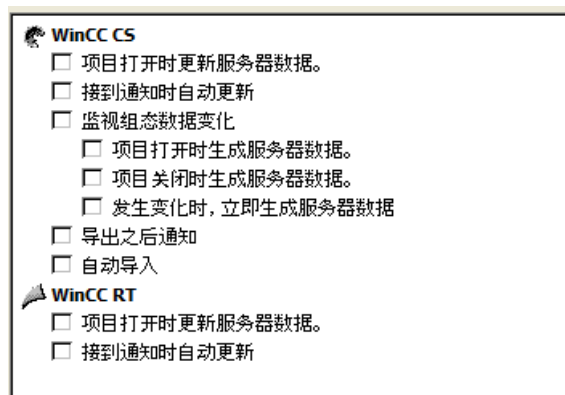 WinCC CS
项目打开时更新服务器数据。
接到通知时自动更新
监视组态数据变化
项目打开时生成服务器数据。
项目关闭时生成服务器数据。
发生变化时，立即生成服务器数据
导出之后通知
自动导入
WinCC RT
项目打开时更新服务器数据。
接到通知时自动更新